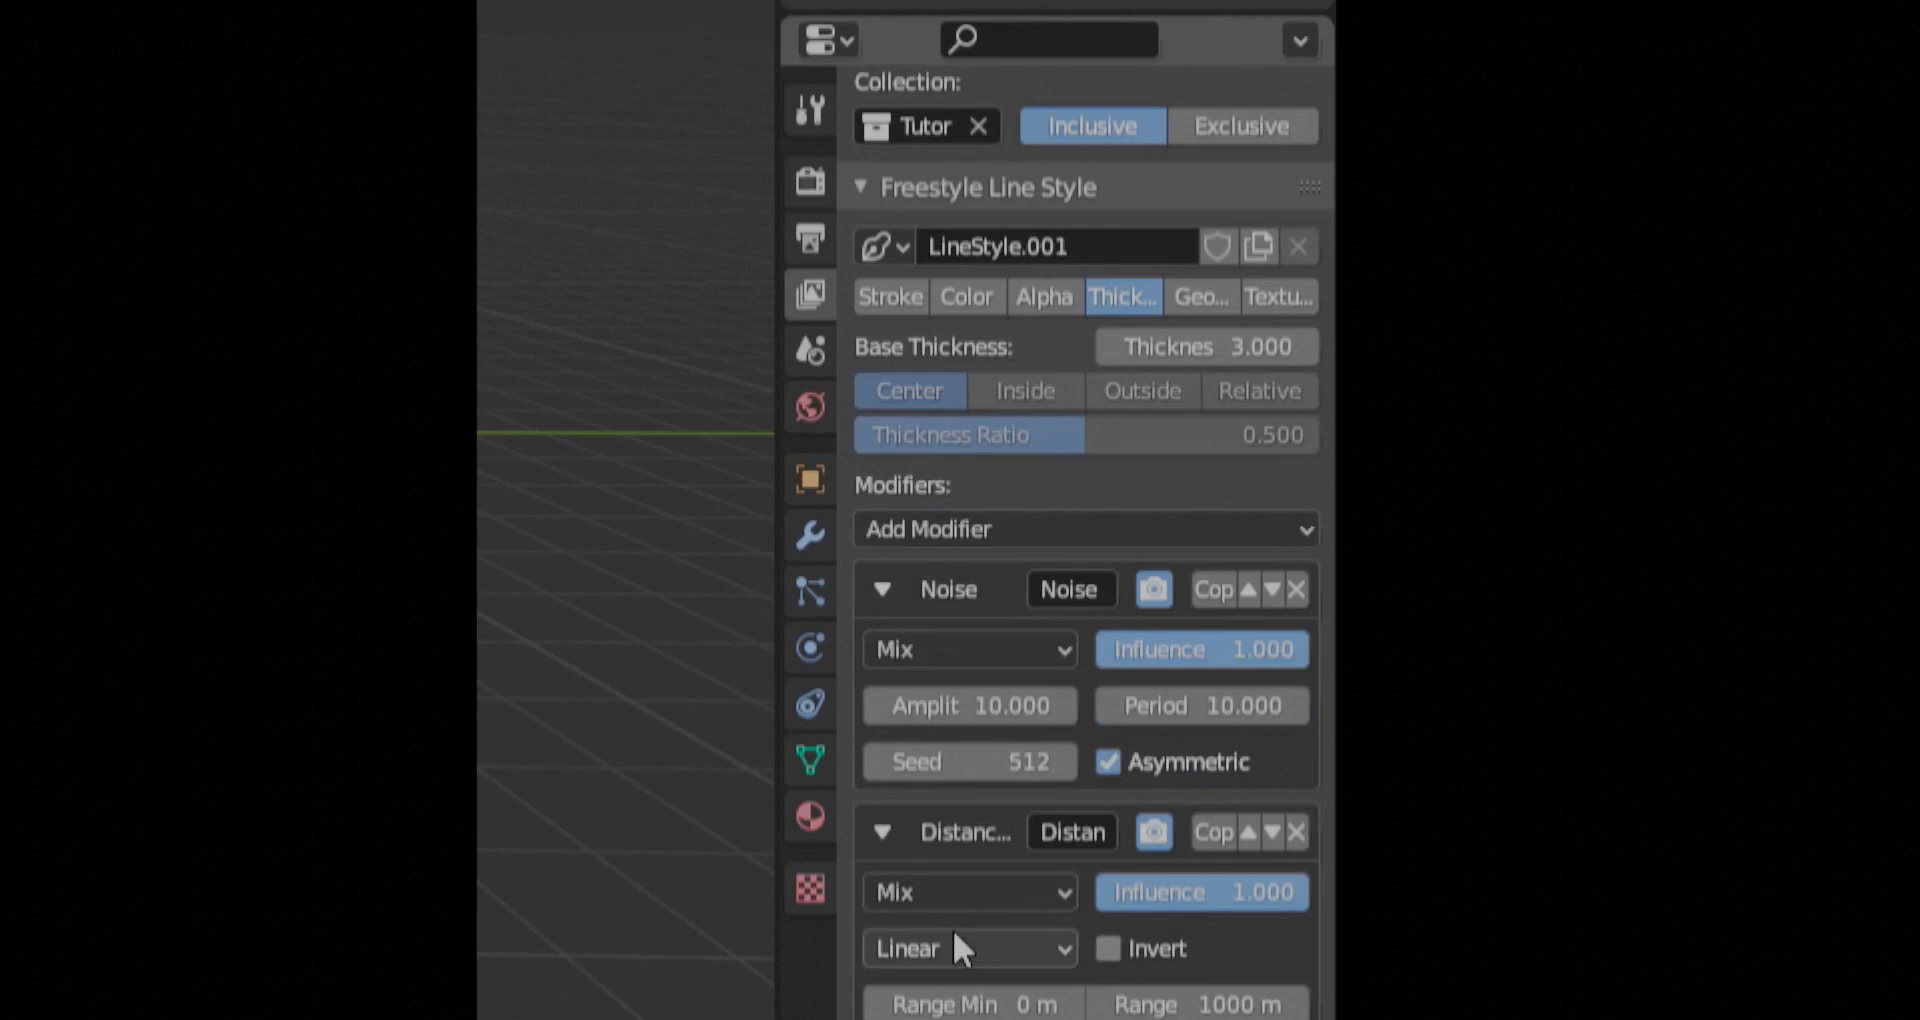 Collection:
Tutor Inclusive Exclusive
Freestyle Line Style
LineStyle.001
Stroke Color Alpha Thick... Geo... Textu...
Base Thickness: Thicknes 3.000
Center Inside Outside Relative
Thickness Ratio 0.500
Modifiers:
Add Modifier
Noise Noise Cop
Mix Influence 1.000
Amplit 10.000 Period 10.000
Seed 512 Asymmetric
Distanc... Distan Cop
Mix Influence 1.000
Linear Invert
Range Min 0 m Range 1000 m